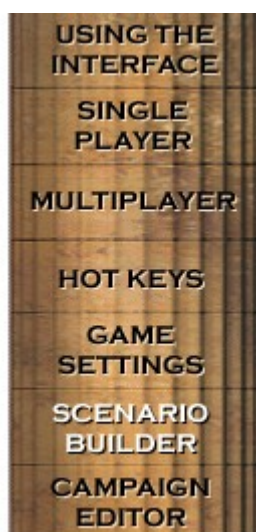 USING THE
INTERFACE
SINGLE
PLAYER
MULTIPLAYER
HOT KEYS
GAME
SETTINGS
SCENARIO
BUILDER
CAMPAIGN
EDITOR